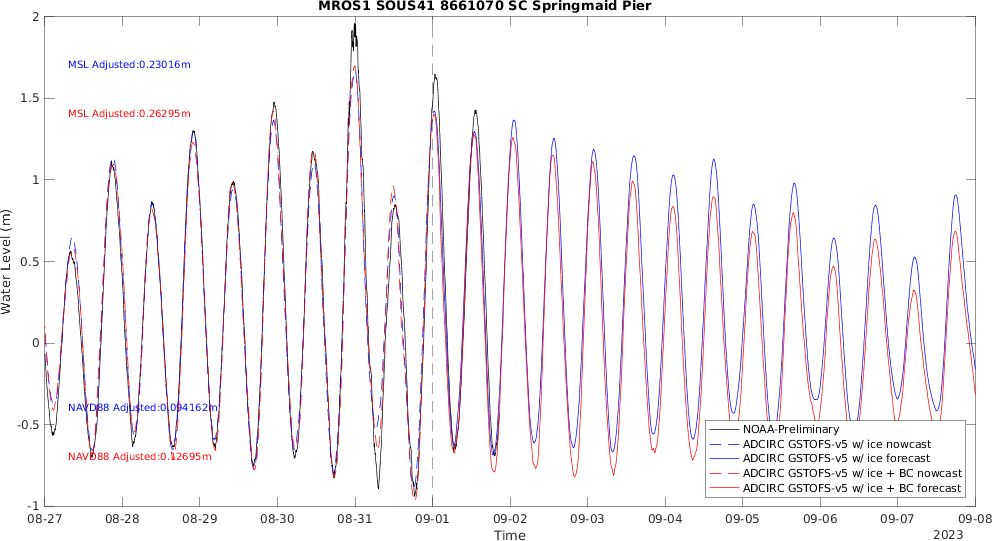 MROS1 SOUS41 8661070 SC Springmaid Pier
MSL Adjusted:0.23016m
MSL Adjusted:0.26295m
NAVD88 Adjusted:0.094162m
NAVD88 Adjusted:0.12695m
Water Level (m)
2
1.5
1
0.5
0
-0.5
-1
NOAA-Preliminary
ADCIRC GSTOFS-v5 w/ ice nowcast
ADCIRC GSTOFS-v5 w/ ice forecast
ADCIRC GSTOFS-v5 w/ ice + BC nowcast
ADCIRC GSTOFS-v5 w/ ice + BC forecast
08-27 08-28 08-29 08-30 08-31 09-01 09-02 09-03 09-04 09-05 09-06 09-07 09-08
Time
2023